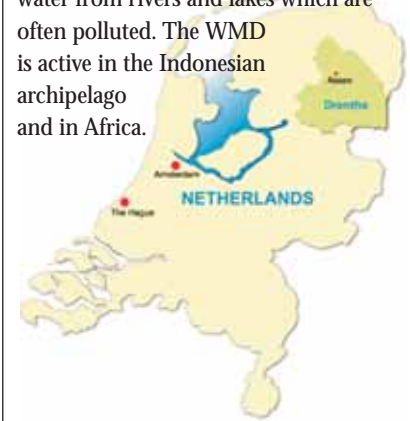 water from rivers and lakes which are
often polluted. The WMD
is active in the Indonesian
archipelago
and in Africa.
Assen
Drenthe
Amsterdam
NETHERLANDS
The Hague